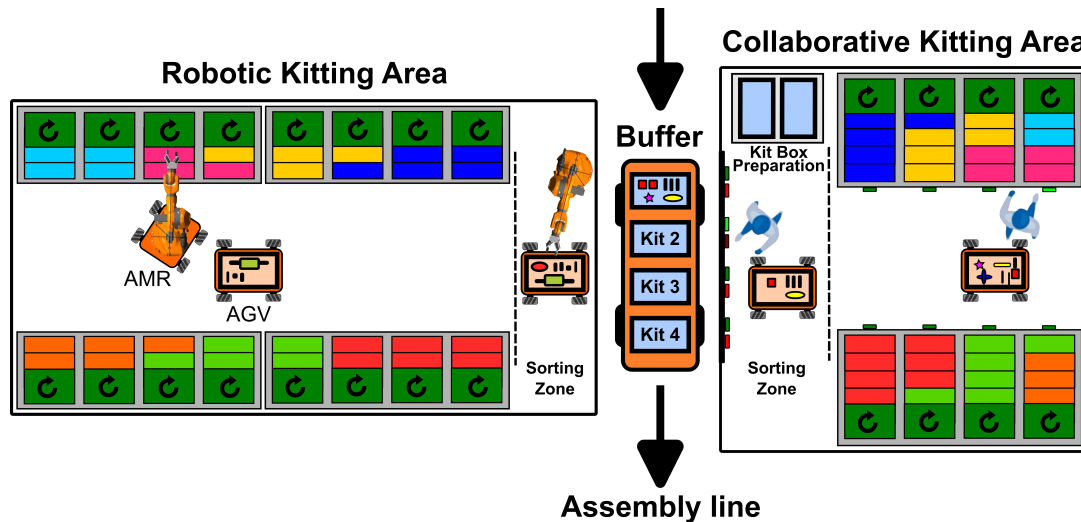 Robotic Kitting Area
AMR
AGV
Sorting
Zone
Buffer
Kit 2
Kit 3
Kit 4
Assembly line
Collaborative Kitting Area
Kit Box
Preparation
Sorting
Zone